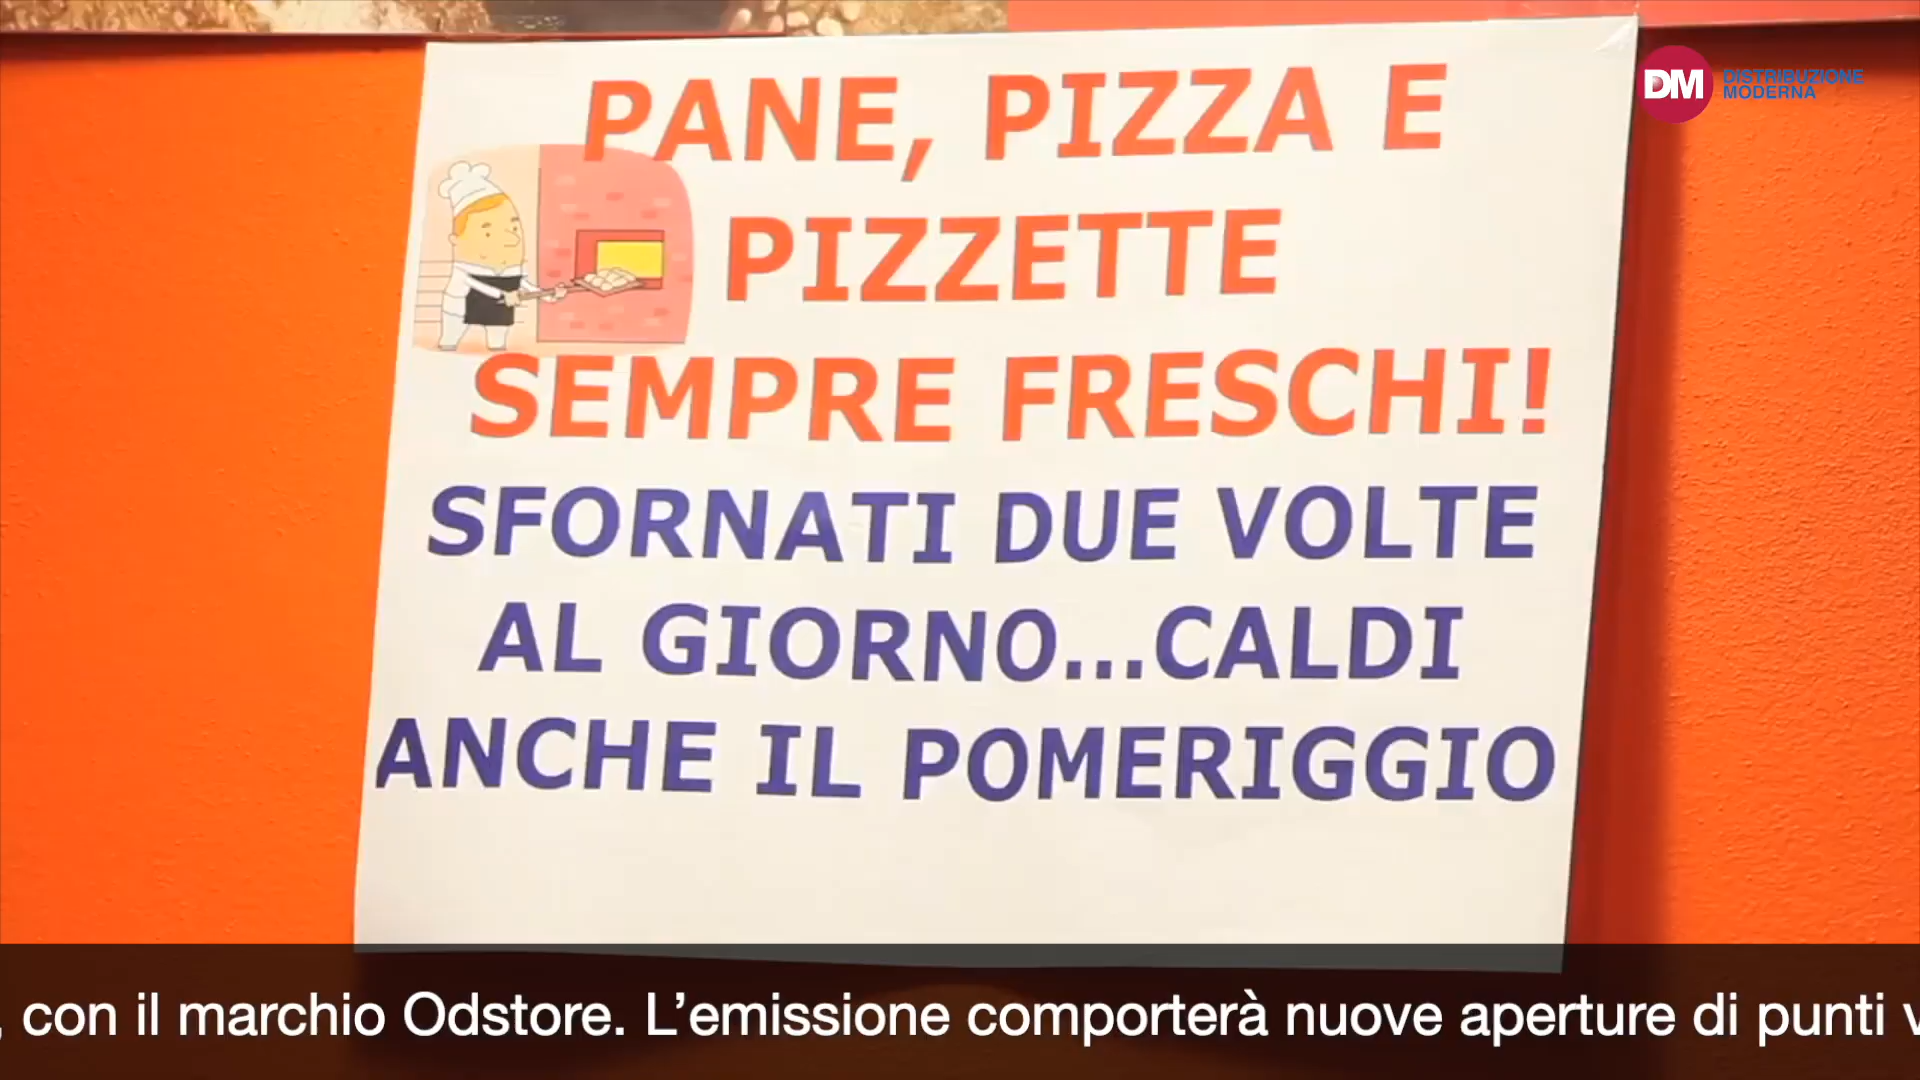 PANE, PIZZA E
PIZZETTE
SEMPRE FRESCHI!
SFORNATI DUE VOLTE
AL GIORNO...CALDI
ANCHE IL POMERIGGIO
DM DISTRIBUZIONE
MODERNA
, con il marchio Odstore. L’emissione comporterà nuove aperture di punti v